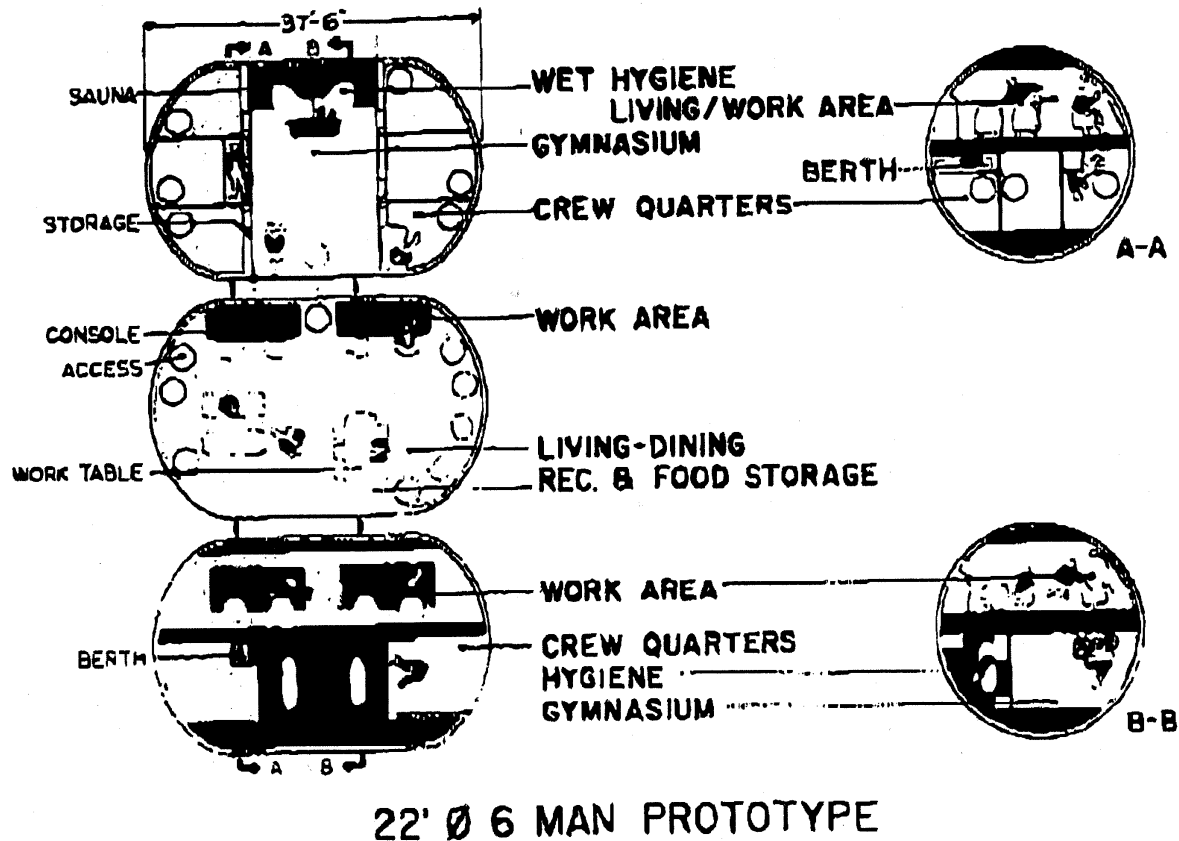 37'-6"
A B
SAUNA
WET HYGIENE
LIVING/WORK AREA
GYMNASIUM
BERTH
CREW QUARTERS
STORAGE
A-A
CONSOLE
WORK AREA
ACCESS
LIVING-DINING
WORK TABLE
REC. & FOOD STORAGE
WORK AREA
BERTH
CREW QUARTERS
HYGIENE
GYMNASIUM
B-B
A B
22' Ø 6 MAN PROTOTYPE